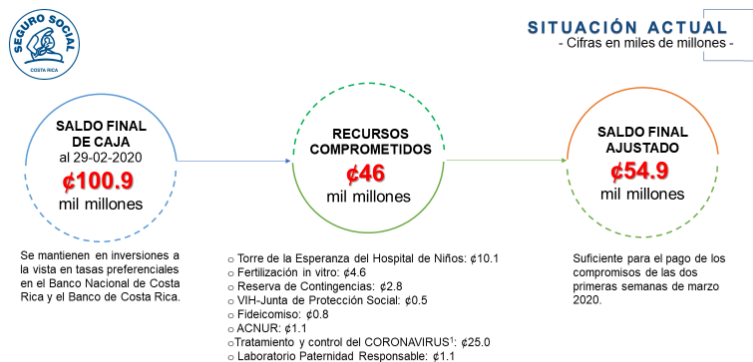 SEGURO SOCIAL
COSTA RICA
SITUACIÓN ACTUAL
- Cifras en miles de millones -
SALDO FINAL
DE CAJA
al 29-02-2020
¢100.9
mil millones
Se mantienen en inversiones a
la vista en tasas preferenciales
en el Banco Nacional de Costa
Rica y el Banco de Costa Rica.
RECURSOS
COMPROMETIDOS
¢46
mil millones
o Torre de la Esperanza del Hospital de Niños: ¢10.1
o Fertilización in vitro: ¢4.6
o Reserva de Contingencias: ¢2.8
o VIH-Junta de Protección Social: ¢0.5
o Fideicomiso: ¢0.8
o ACNUR: ¢1.1
oTratamiento y control del CORONAVIRUS¹: ¢25.0
o Laboratorio Paternidad Responsable: ¢1.1
SALDO FINAL
AJUSTADO
¢54.9
mil millones
Suficiente para el pago de los
compromisos de las dos
primeras semanas de marzo
2020.